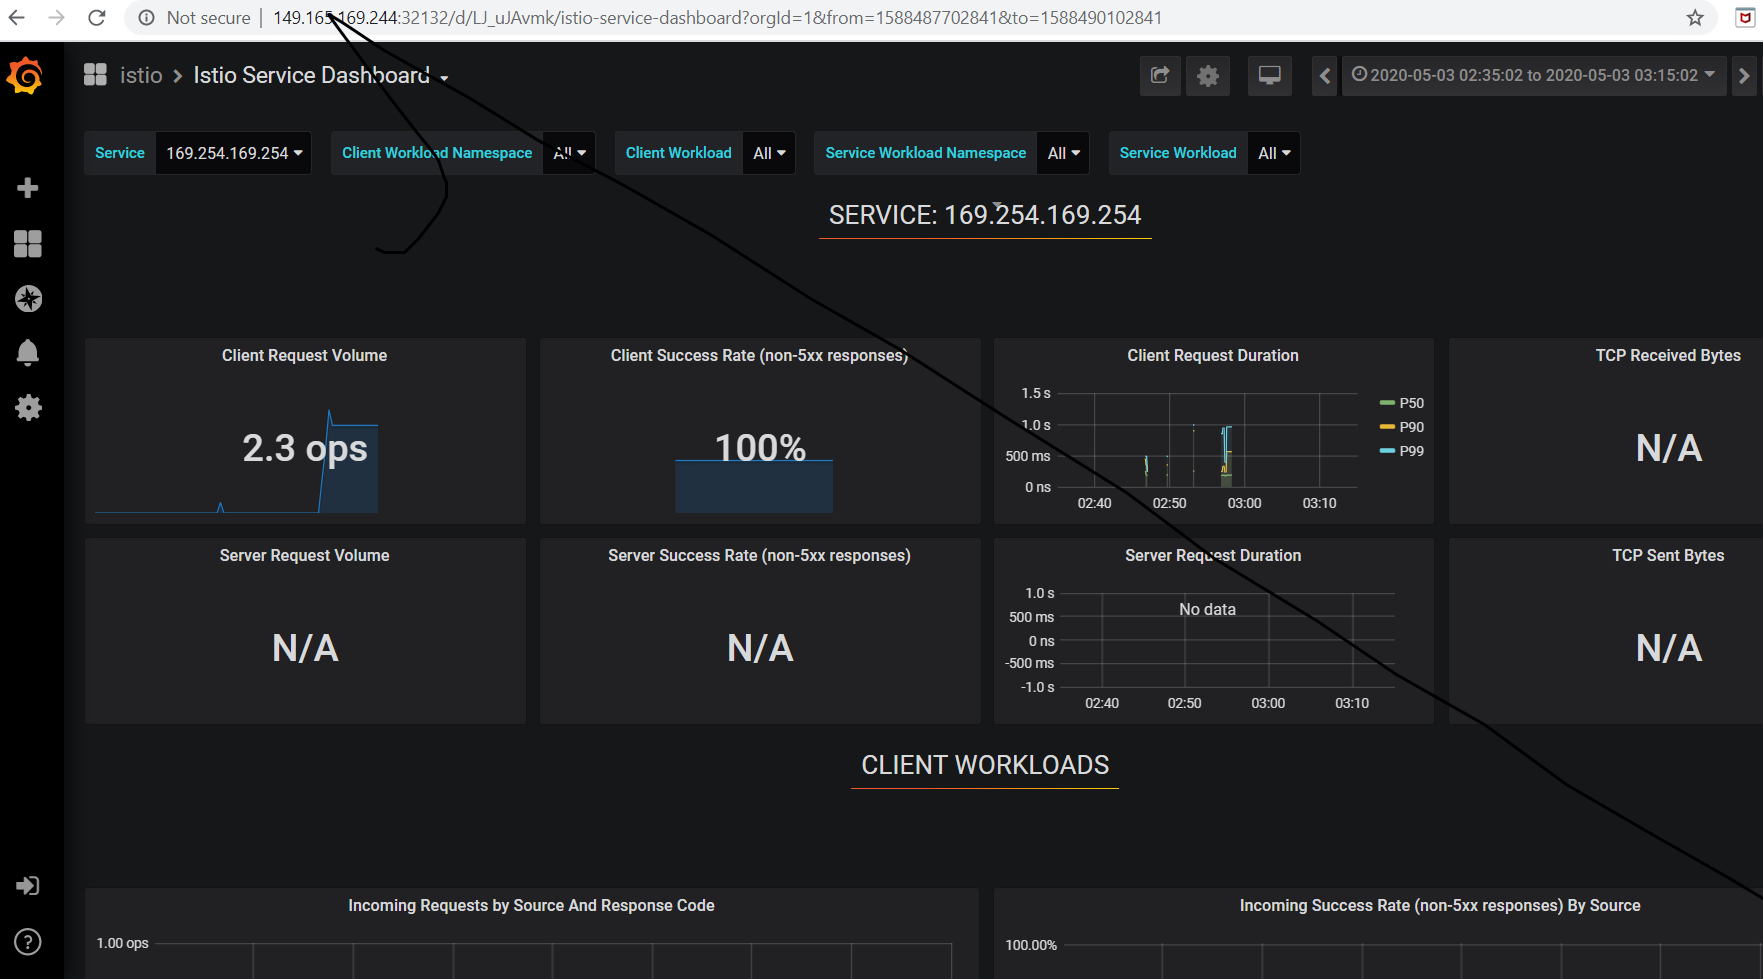 Not secure | 149.165.169.244:32132/d/LJ_uJAvmk/istio-service-dashboard?orgId=1&from=1588487702841&to=1588490102841
istio > Istio Service Dashboard
2020-05-03 02:35:02 to 2020-05-03 03:15:02
Service 169.254.169.254 Client Workload Namespace All Client Workload All Service Workload Namespace All Service Workload All
SERVICE: 169.254.169.254
Client Request Volume
2.3 ops
Client Success Rate (non-5xx responses)
100%
Client Request Duration
1.5 s
1.0 s
500 ms
0 ns
02:40 02:50 03:00 03:10
P50
P90
P99
TCP Received Bytes
N/A
Server Request Volume
N/A
Server Success Rate (non-5xx responses)
N/A
Server Request Duration
1.0 s
500 ms
0 ns
-500 ms
-1.0 s
No data
02:40 02:50 03:00 03:10
TCP Sent Bytes
N/A
CLIENT WORKLOADS
Incoming Requests by Source And Response Code
1.00 ops
Incoming Success Rate (non-5xx responses) By Source
100.00%